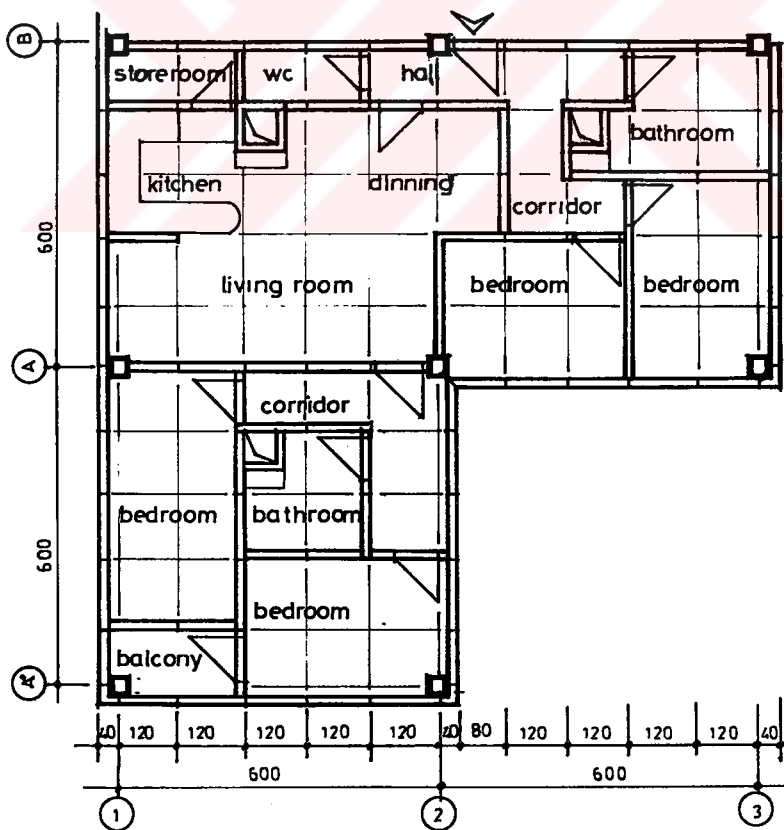 B
storeroom wc hall
bathroom
kitchen dinning
corridor
600
living room bedroom bedroom
A
corridor
bedroom bathroom
600
bedroom
balcony
40 120 120 120 120 120 40 80 120 120 120 120 40
600 600
1 2 3